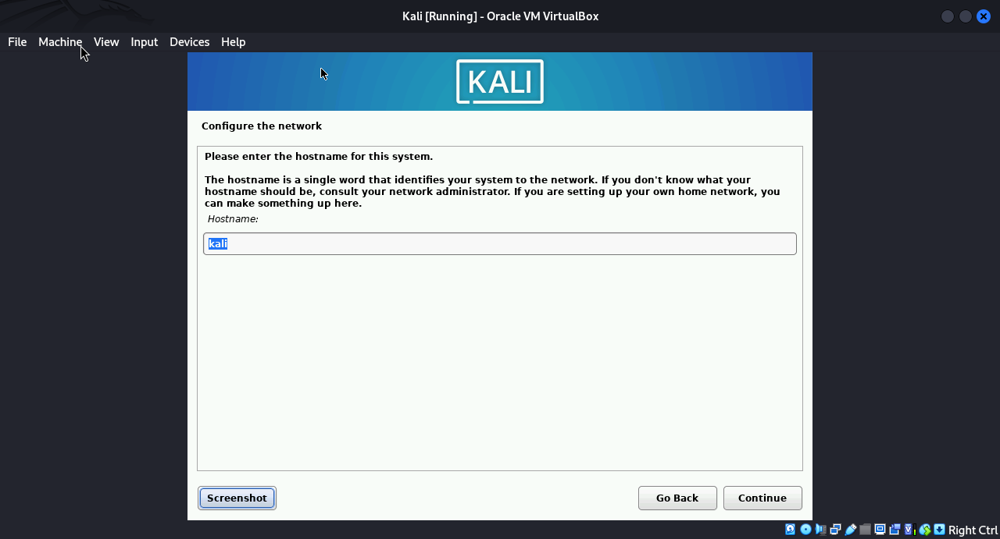 Kali [Running] - Oracle VM VirtualBox
File Machine View Input Devices Help
KALI
Configure the network
Please enter the hostname for this system.
The hostname is a single word that identifies your system to the network. If you don't know what your
hostname should be, consult your network administrator. If you are setting up your own home network, you
can make something up here.
Hostname:
kali
Screenshot Go Back Continue
Right Ctrl